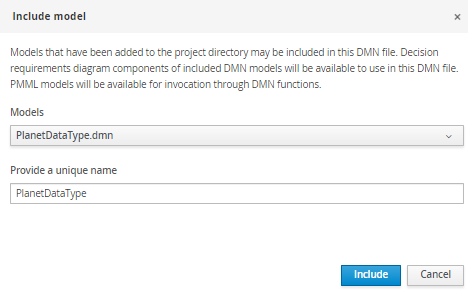 Include model
×
Models that have been added to the project directory may be included in this DMN file. Decision
requirements diagram components of included DMN models will be available to use in this DMN file.
PMML models will be available for invocation through DMN functions.
Models
PlanetDataType.dmn
Provide a unique name
PlanetDataType
Include Cancel